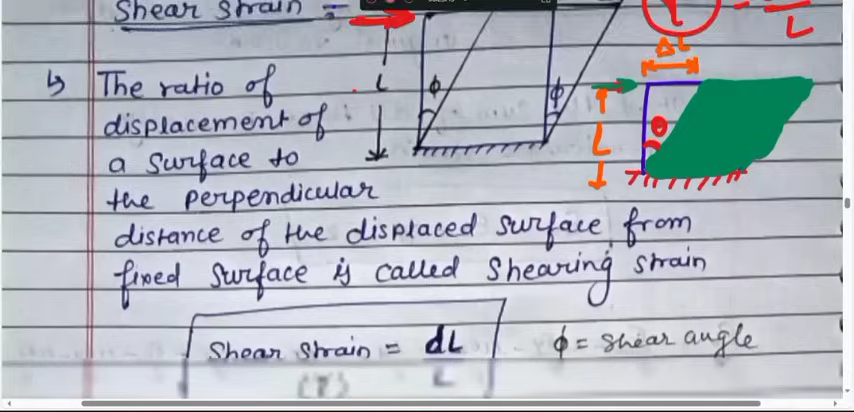 Shear Strain :-
L
φ
φ
ΔL
L
L
θ
↳ The ratio of
displacement of
a surface to
the perpendicular
distance of the displaced surface from
fixed surface is called Shearing strain
Shear Strain = dL
L
φ = shear angle